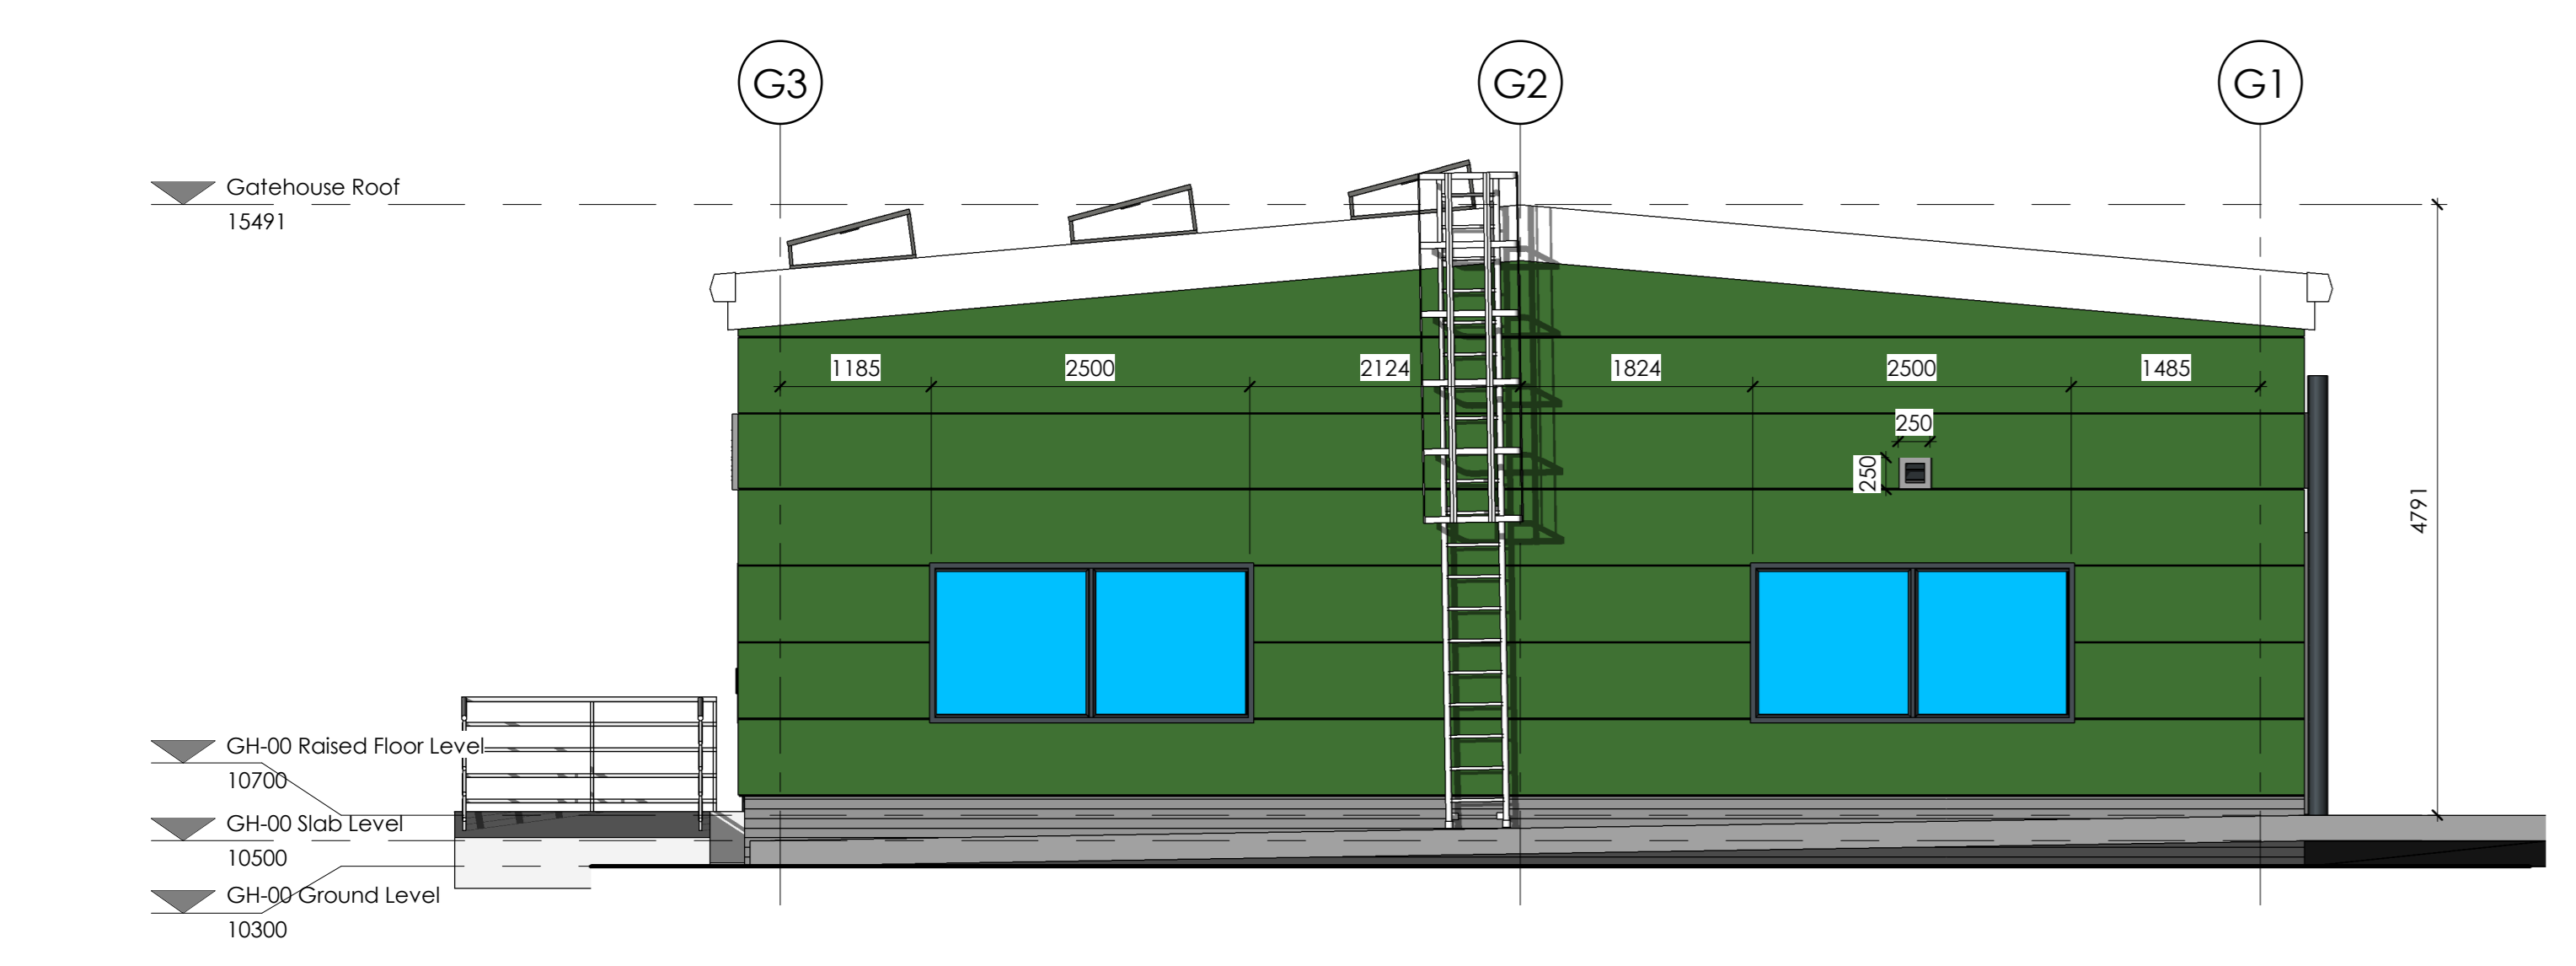 G3
G2
G1
Gatehouse Roof
15491
1185
2500
2124
1824
2500
1485
250
250
4791
GH-00 Raised Floor Level
10700
GH-00 Slab Level
10500
GH-00 Ground Level
10300